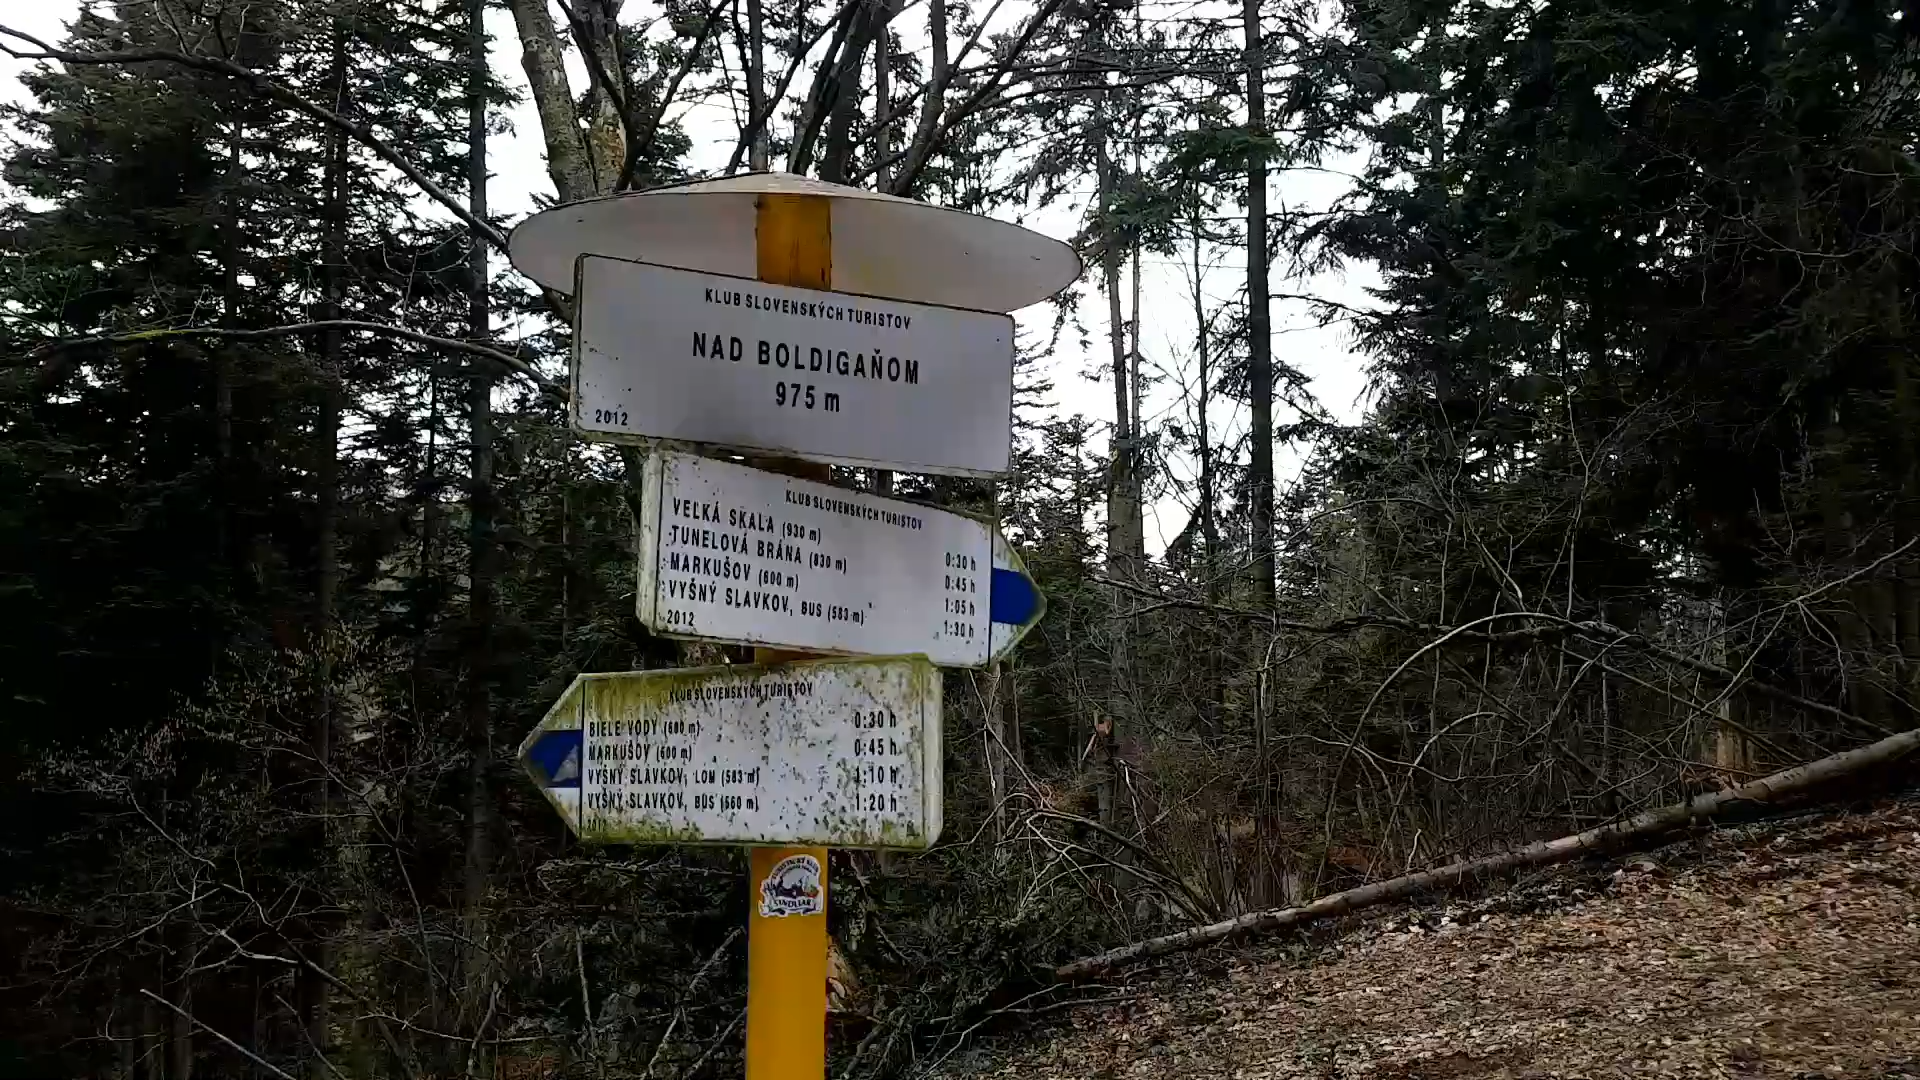 KLUB SLOVENSKÝCH TURISTOV
NAD BOLDIGAŇOM
975 m
2012
KLUB SLOVENSKÝCH TURISTOV
VEĽKÁ SKALA (930 m) 0:30 h
TUNELOVÁ BRÁNA (830 m) 0:45 h
MARKUŠOV (600 m) 1:05 h
VYŠNÝ SLAVKOV, BUS (583 m) 1:30 h
2012
KLUB SLOVENSKÝCH TURISTOV
BIELE VODY (680 m) 0:30 h
MARKUŠOV (600 m) 0:45 h
VYŠNÝ SLAVKOV, LOM (583 m) 1:10 h
VYŠNÝ SLAVKOV, BUS (560 m) 1:20 h